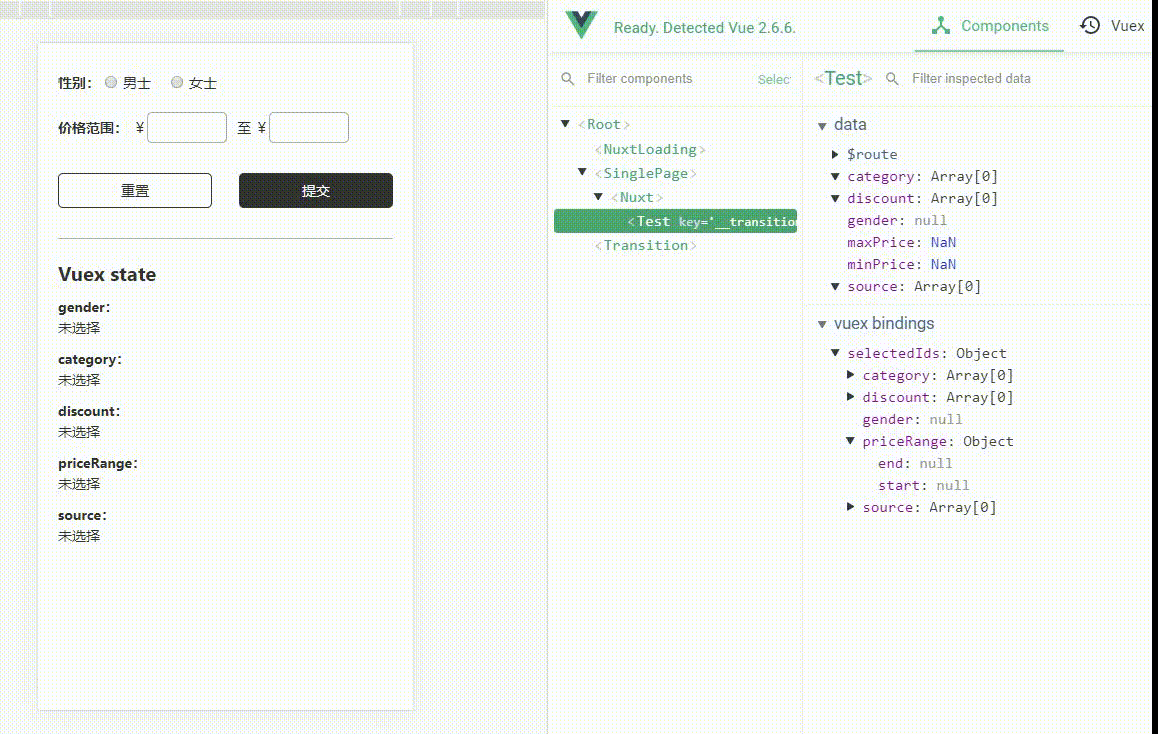 性别： 男士 女士
价格范围： ¥ 至 ¥
重置 提交
Vuex state
gender：
未选择
category：
未选择
discount：
未选择
priceRange：
未选择
source：
未选择
Ready. Detected Vue 2.6.6.
Components Vuex
Filter components Selec
<Root>
<NuxtLoading>
<SinglePage>
<Nuxt>
<Test key='__transition
<Transition>
<Test> Filter inspected data
data
$route
category: Array[0]
discount: Array[0]
gender: null
maxPrice: NaN
minPrice: NaN
source: Array[0]
vuex bindings
selectedIds: Object
category: Array[0]
discount: Array[0]
gender: null
priceRange: Object
end: null
start: null
source: Array[0]